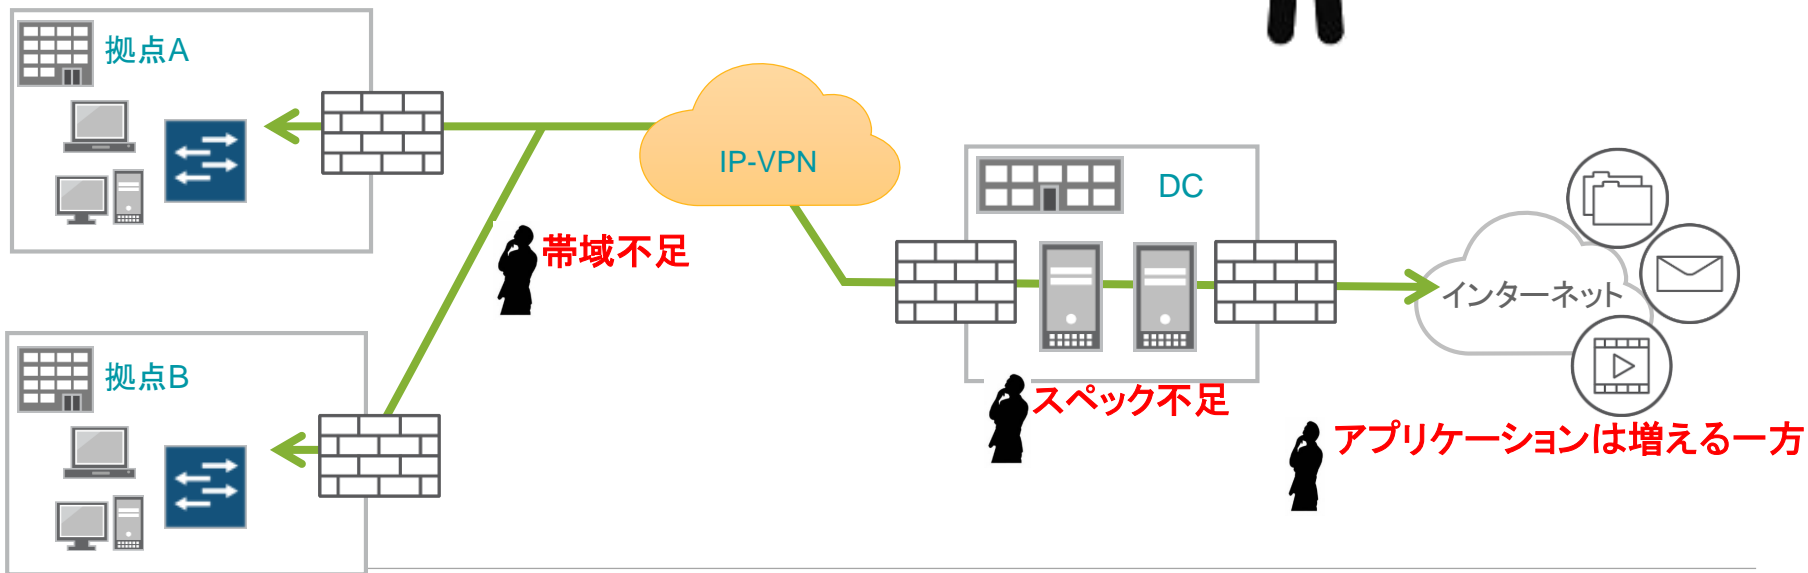 拠点A
IP-VPN
DC
帯域不足
インターネット
拠点B
スペック不足
アプリケーションは増える一方